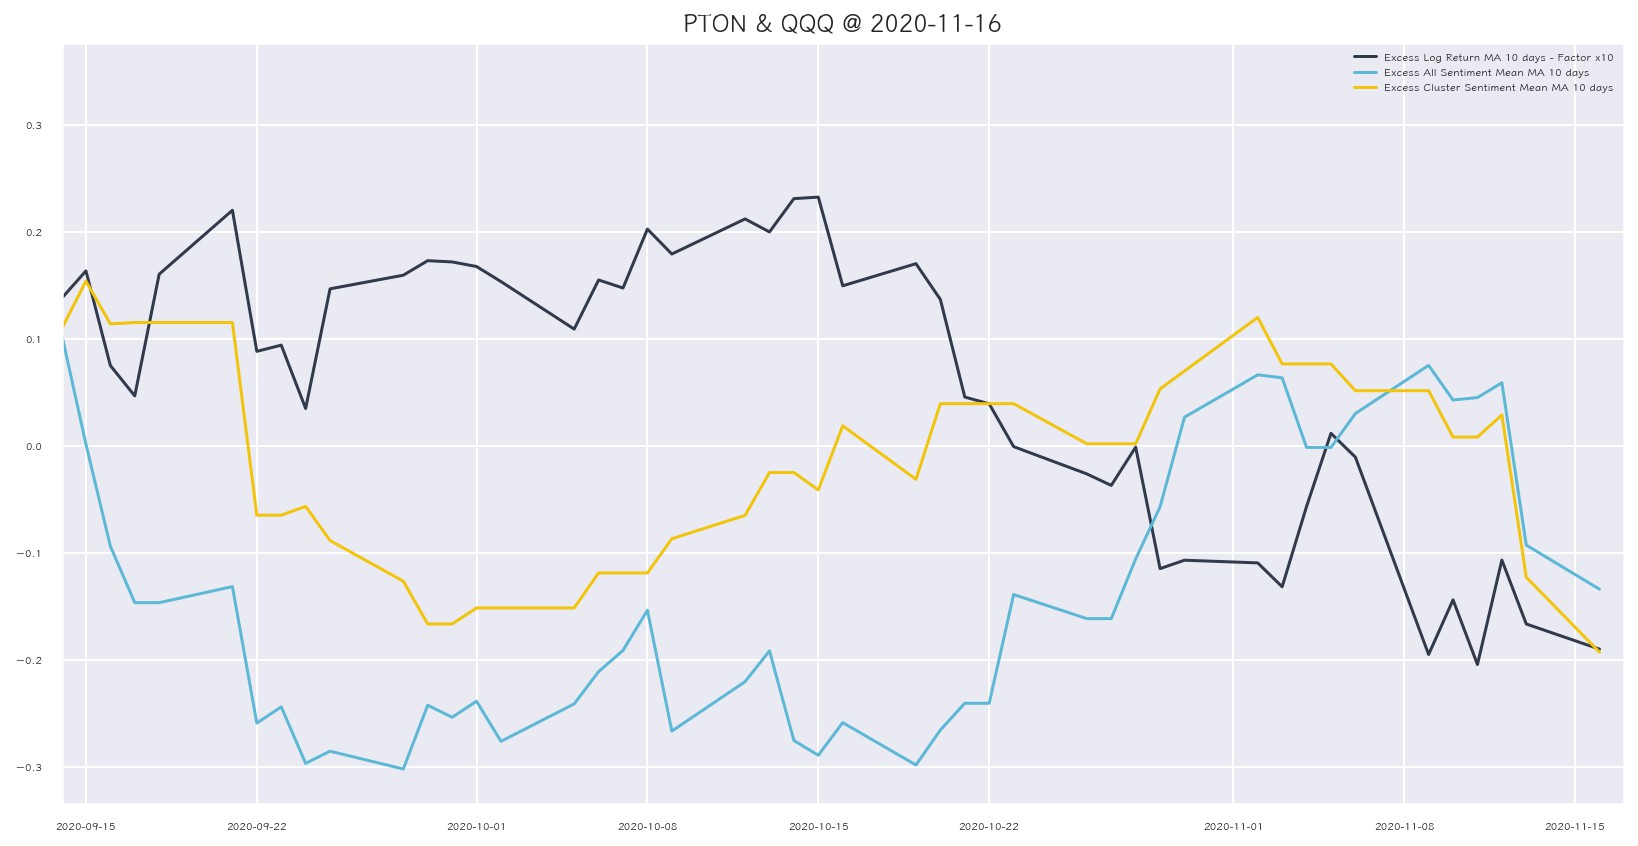 PTON & QQQ @ 2020-11-16
Excess Log Return MA 10 days - Factor x10
Excess All Sentiment Mean MA 10 days
Excess Cluster Sentiment Mean MA 10 days
0.3
0.2
0.1
0.0
−0.1
−0.2
−0.3
2020-09-15 2020-09-22 2020-10-01 2020-10-08 2020-10-15 2020-10-22 2020-11-01 2020-11-08 2020-11-15